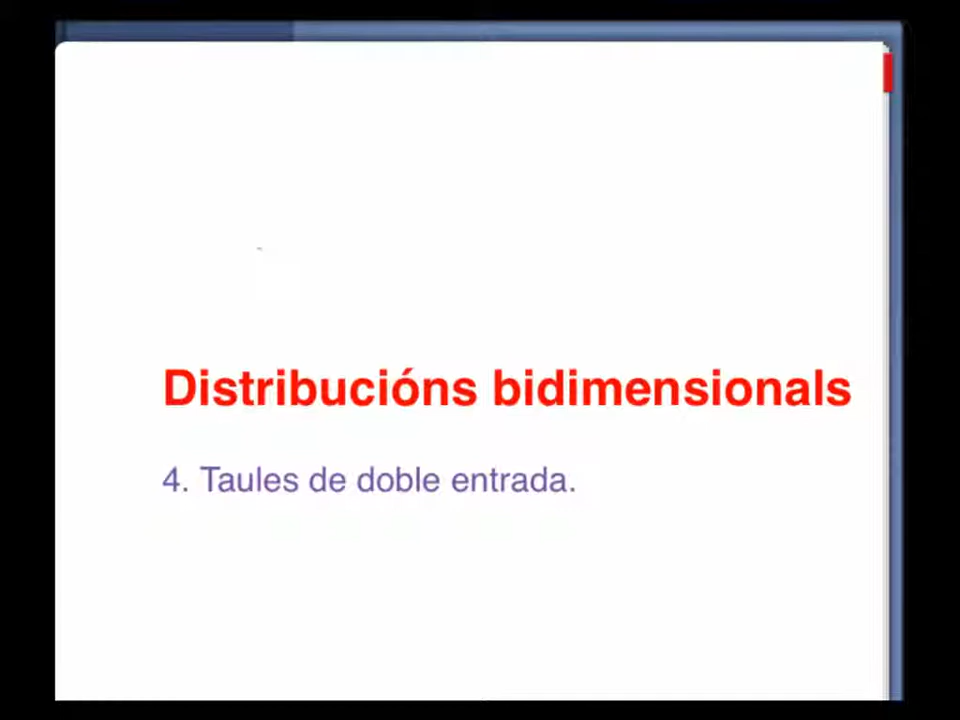 Distribucións bidimensionals
4. Taules de doble entrada.